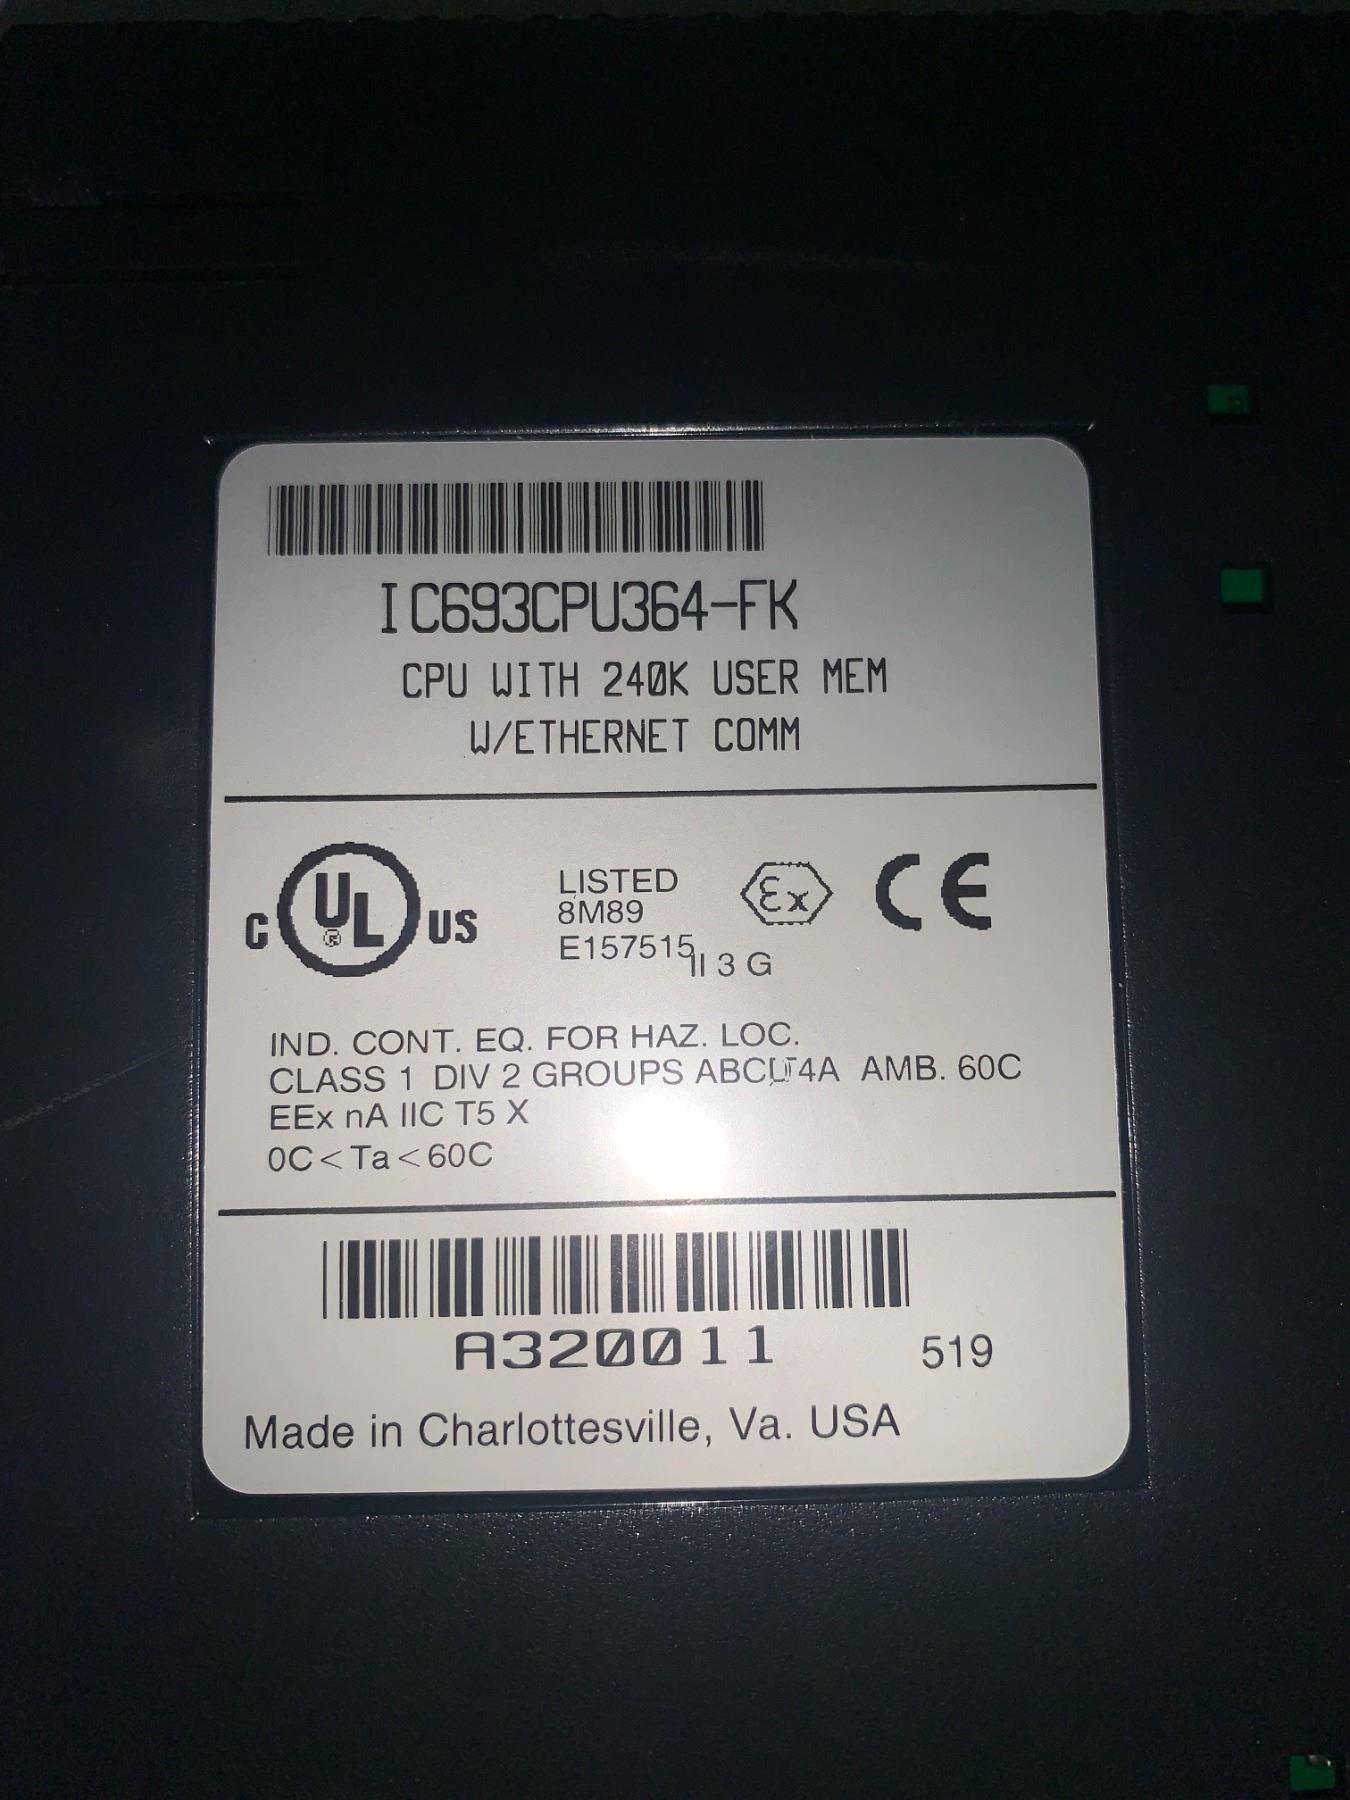 IC693CPU364-FK
CPU WITH 240K USER MEM
W/ETHERNET COMM
C UL ® US
LISTED
8M89
E157515
Ex CE
II 3 G
IND. CONT. EQ. FOR HAZ. LOC.
CLASS 1 DIV 2 GROUPS 4A AMB. 60C
EEx nA IIC T5 X
0C<Ta<60C
A320011 519
Made in Charlottesville, Va. USA